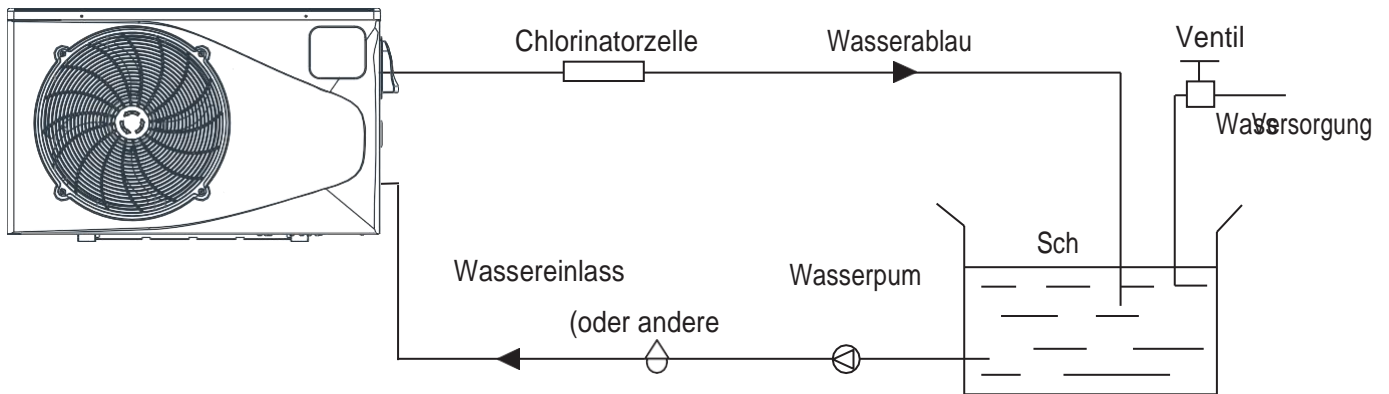 Chlorinatorzelle
Wasserablau
Ventil
Versorgung
Sch
Wassereinlass
Wasserpum
(oder andere